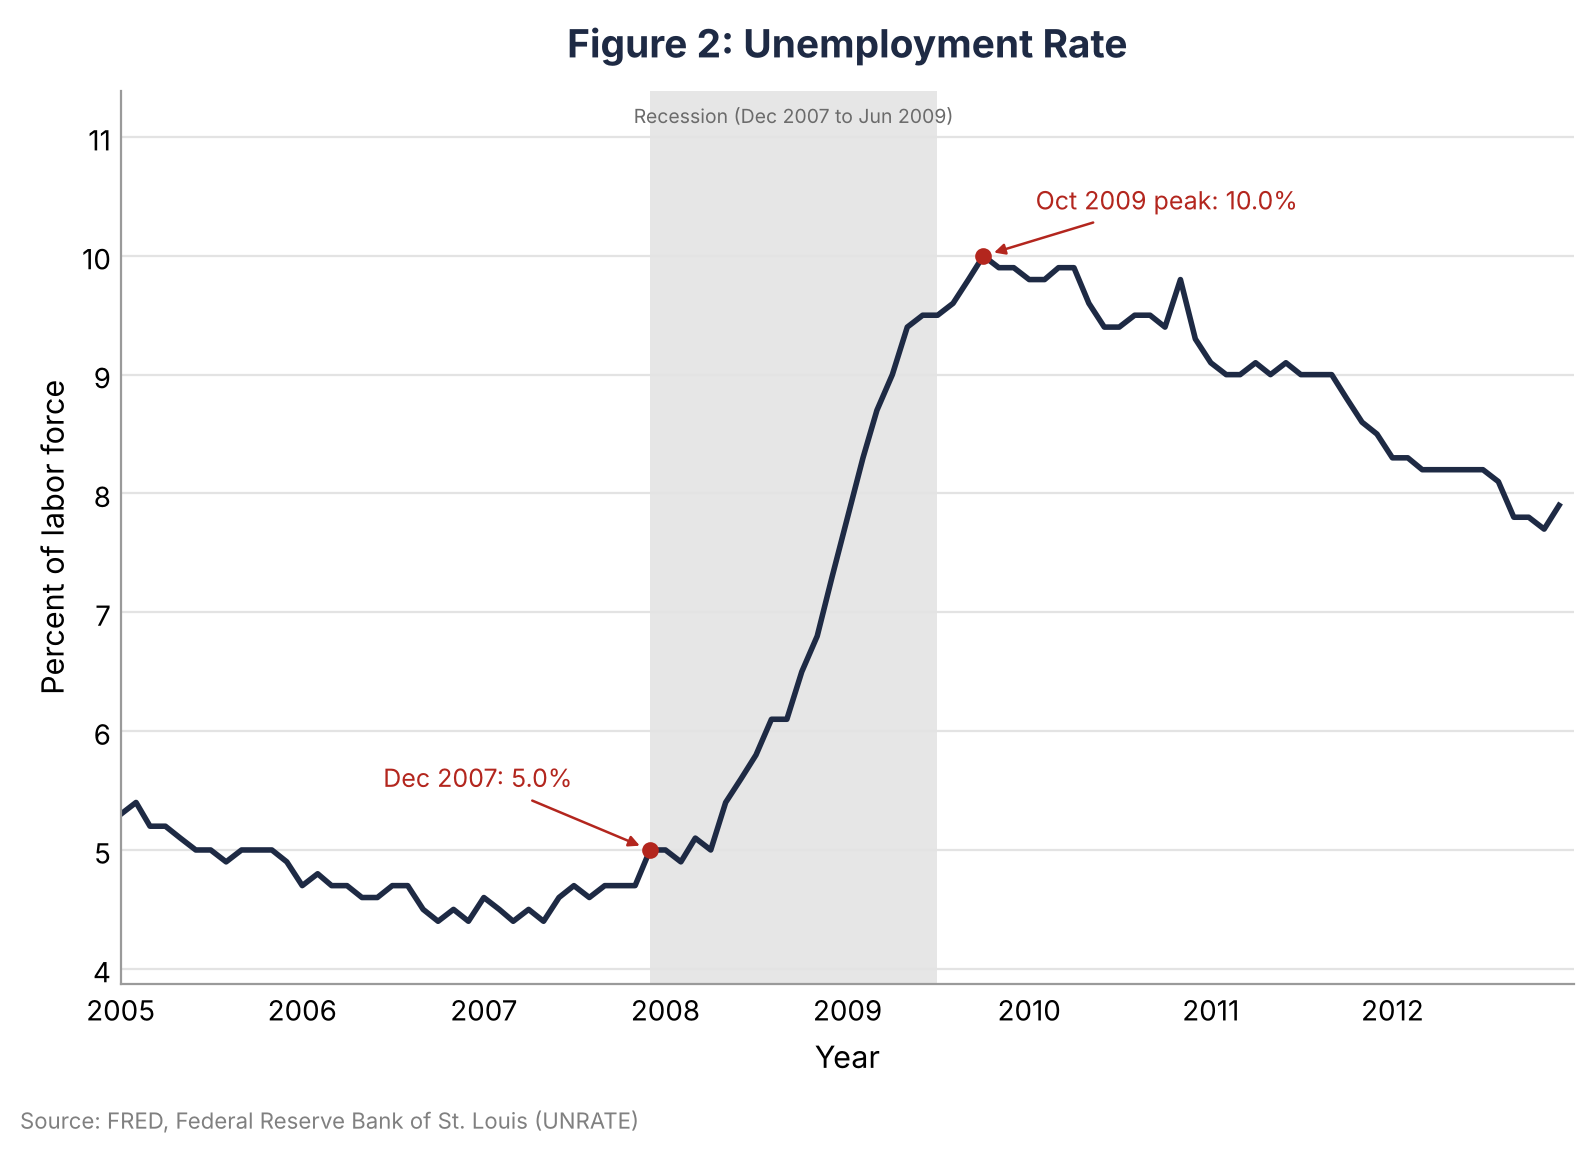 Figure 2: Unemployment Rate
Recession (Dec 2007 to Jun 2009)
11
Oct 2009 peak: 10.0%
10
9
8
7
6
Dec 2007: 5.0%
5
4
Percent of labor force
2005 2006 2007 2008 2009 2010 2011 2012
Year
Source: FRED, Federal Reserve Bank of St. Louis (UNRATE)